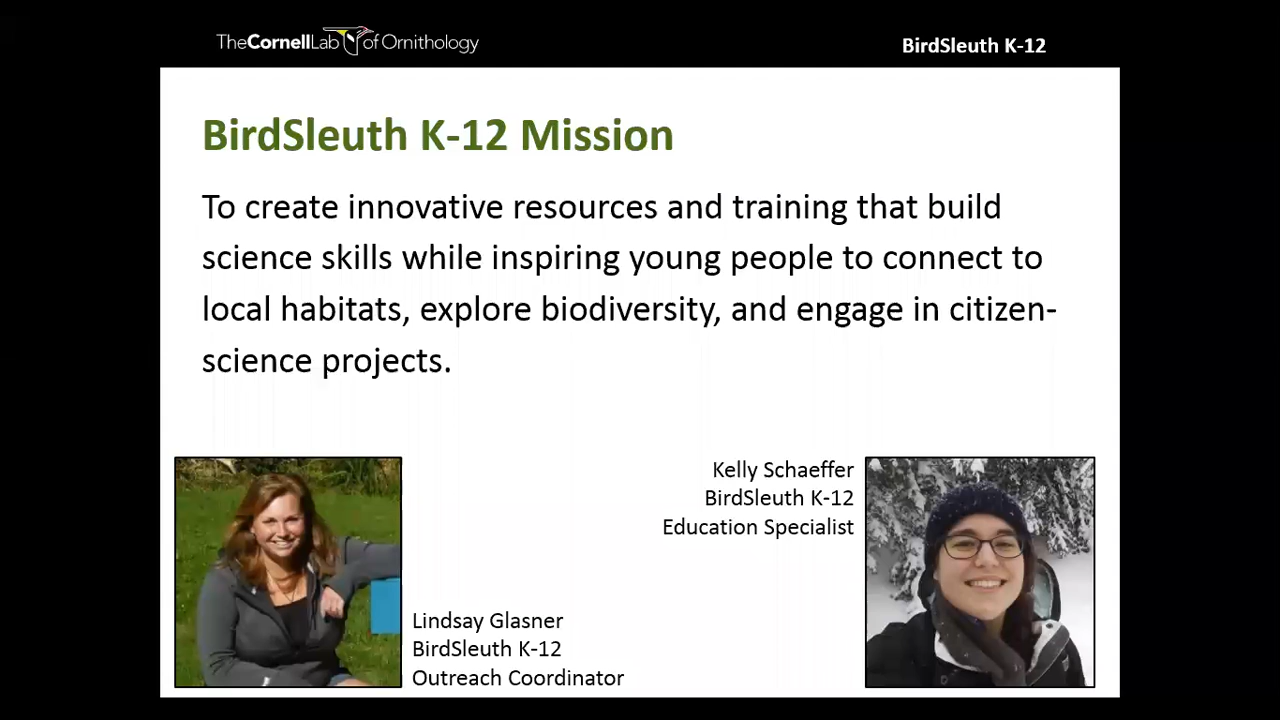 TheCornellLab of Ornithology
BirdSleuth K-12
BirdSleuth K-12 Mission
To create innovative resources and training that build
science skills while inspiring young people to connect to
local habitats, explore biodiversity, and engage in citizen-
science projects.
Kelly Schaeffer
BirdSleuth K-12
Education Specialist
Lindsay Glasner
BirdSleuth K-12
Outreach Coordinator